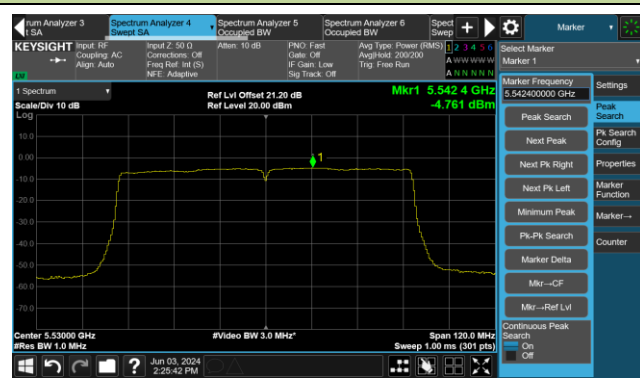 rum Analyzer 3
t SA
Spectrum Analyzer 4
Swept SA
Spectrum Analyzer 5
Occupied BW
Spectrum Analyzer 6
Occupied BW
Spect
Swep
+
Marker
KEYSIGHT
LW
Input: RF
Coupling: AC
Align: Auto
Input Z: 50 Ω
Corrections: Off
Freq Ref: Int (S)
NFE: Adaptive
Atten: 10 dB
PNO: Fast
Gate: Off
IF Gain: Low
Sig Track: Off
Avg Type: Power (RMS)
Avg|Hold: 200/200
Trig: Free Run
1 2 3 4 5 6
A W W W W W
A N N N N N
Select Marker
Marker 1
1 Spectrum
Scale/Div 10 dB
Log
Ref Lvl Offset 21.20 dB
Ref Level 20.00 dBm
Mkr1 5.542 4 GHz
-4.761 dBm
10.0
0.00
-10.0
-20.0
-30.0
-40.0
-50.0
-60.0
-70.0
1
Center 5.53000 GHz
#Res BW 1.0 MHz
#Video BW 3.0 MHz*
Span 120.0 MHz
Sweep 1.00 ms (301 pts)
Marker Frequency
5.542400000 GHz
Peak Search
Next Peak
Next Pk Right
Next Pk Left
Minimum Peak
Pk-Pk Search
Marker Delta
Mkr→CF
Mkr→Ref Lvl
Continuous Peak
Search
On
Off
Settings
Peak
Search
Pk Search
Config
Properties
Marker
Function
Marker→
Counter
?
Jun 03, 2024
2:25:42 PM